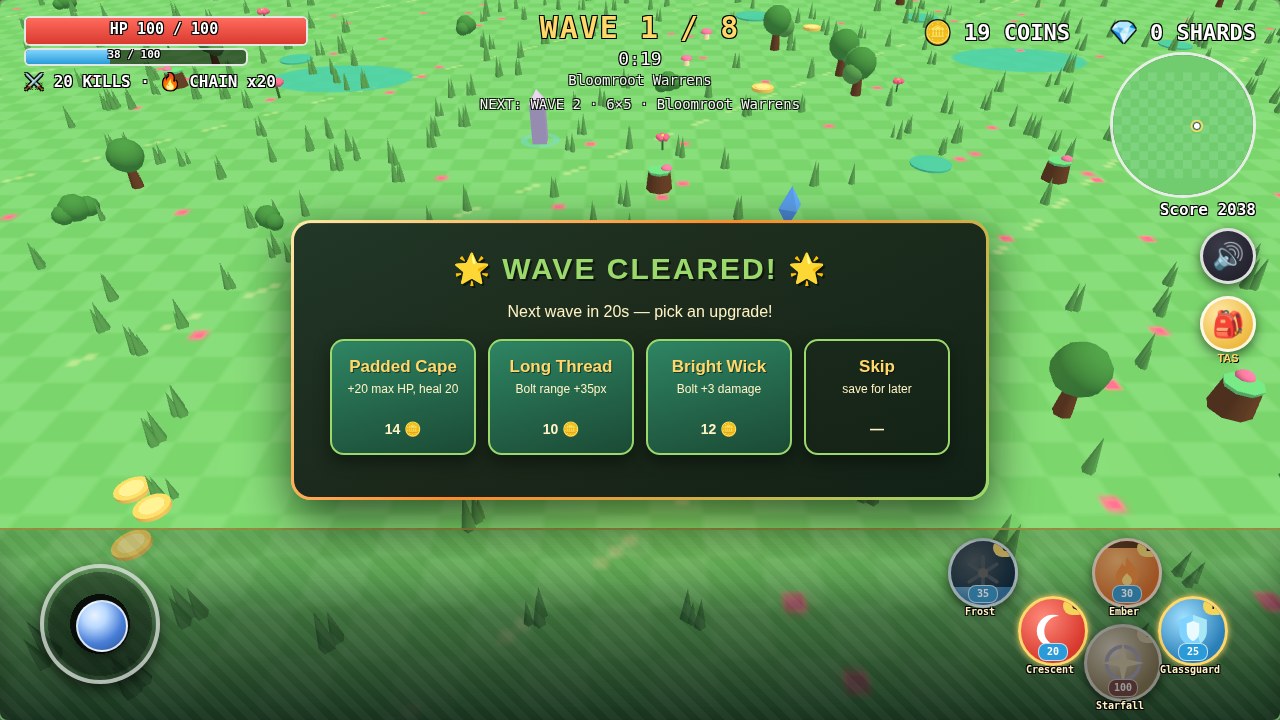 HP 100 / 100
38 / 100
⚔️ 20 KILLS · 🔥 CHAIN x20
WAVE 1 / 8
0:19
Bloomroot Warrens
NEXT: WAVE 2 · 6×5 · Bloomroot Warrens
19 COINS
0 SHARDS
Score 2038
TAS
WAVE CLEARED!
Next wave in 20s — pick an upgrade!
Padded Cape
+20 max HP, heal 20
14
Long Thread
Bolt range +35px
10
Bright Wick
Bolt +3 damage
12
Skip
save for later
—
35
Frost
30
Ember
20
Crescent
25
Glassguard
100
Starfall